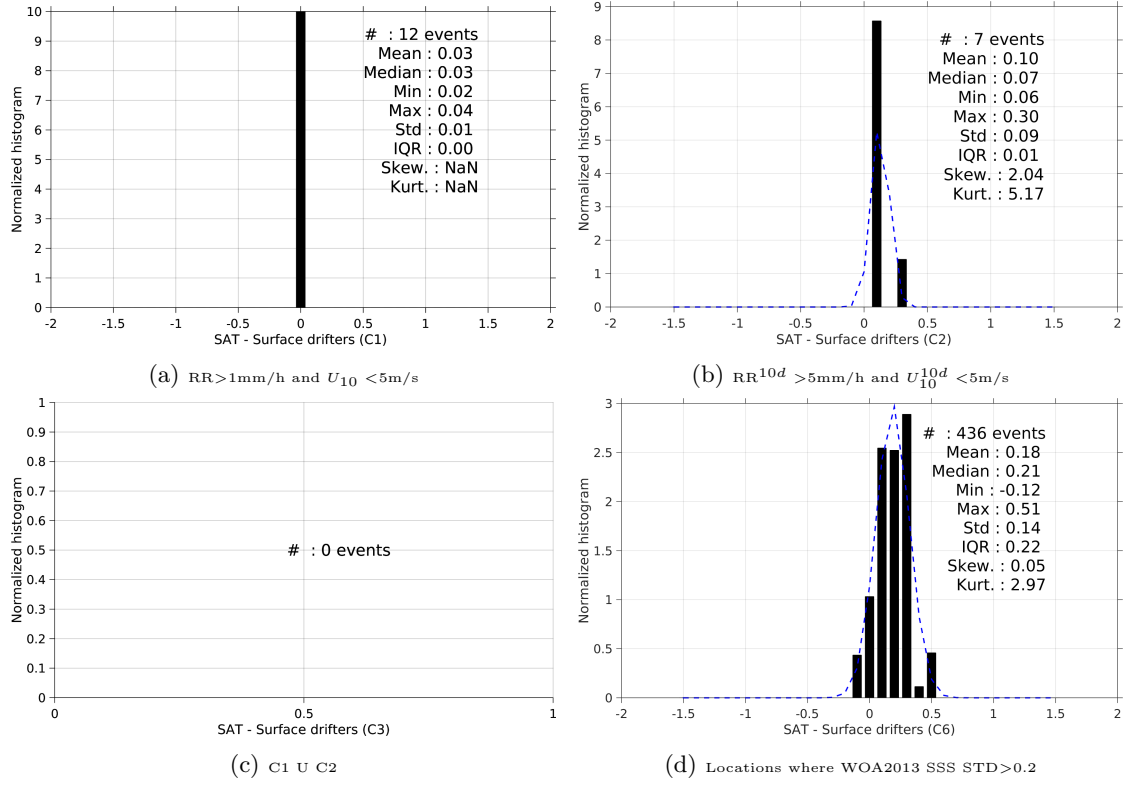 10
9
8
7
6
5
4
3
2
1
0
Normalized histogram
# : 12 events
Mean : 0.03
Median : 0.03
Min : 0.02
Max : 0.04
Std : 0.01
IQR : 0.00
Skew. : NaN
Kurt. : NaN
-2 -1.5 -1 -0.5 0 0.5 1 1.5 2
SAT - Surface drifters (C1)
(a) RR>1mm/h and U10 <5m/s
9
8
7
6
5
4
3
2
1
0
Normalized histogram
# : 7 events
Mean : 0.10
Median : 0.07
Min : 0.06
Max : 0.30
Std : 0.09
IQR : 0.01
Skew. : 2.04
Kurt. : 5.17
-2 -1.5 -1 -0.5 0 0.5 1 1.5 2
SAT - Surface drifters (C2)
(b) RR^10d >5mm/h and U10^10d <5m/s
1
0.9
0.8
0.7
0.6
0.5
0.4
0.3
0.2
0.1
0
Normalized histogram
# : 0 events
0 0.5 1
SAT - Surface drifters (C3)
(c) C1 U C2
3
2.5
2
1.5
1
0.5
0
Normalized histogram
# : 436 events
Mean : 0.18
Median : 0.21
Min : -0.12
Max : 0.51
Std : 0.14
IQR : 0.22
Skew. : 0.05
Kurt. : 2.97
-2 -1.5 -1 -0.5 0 0.5 1 1.5 2
SAT - Surface drifters (C6)
(d) Locations where WOA2013 SSS STD>0.2